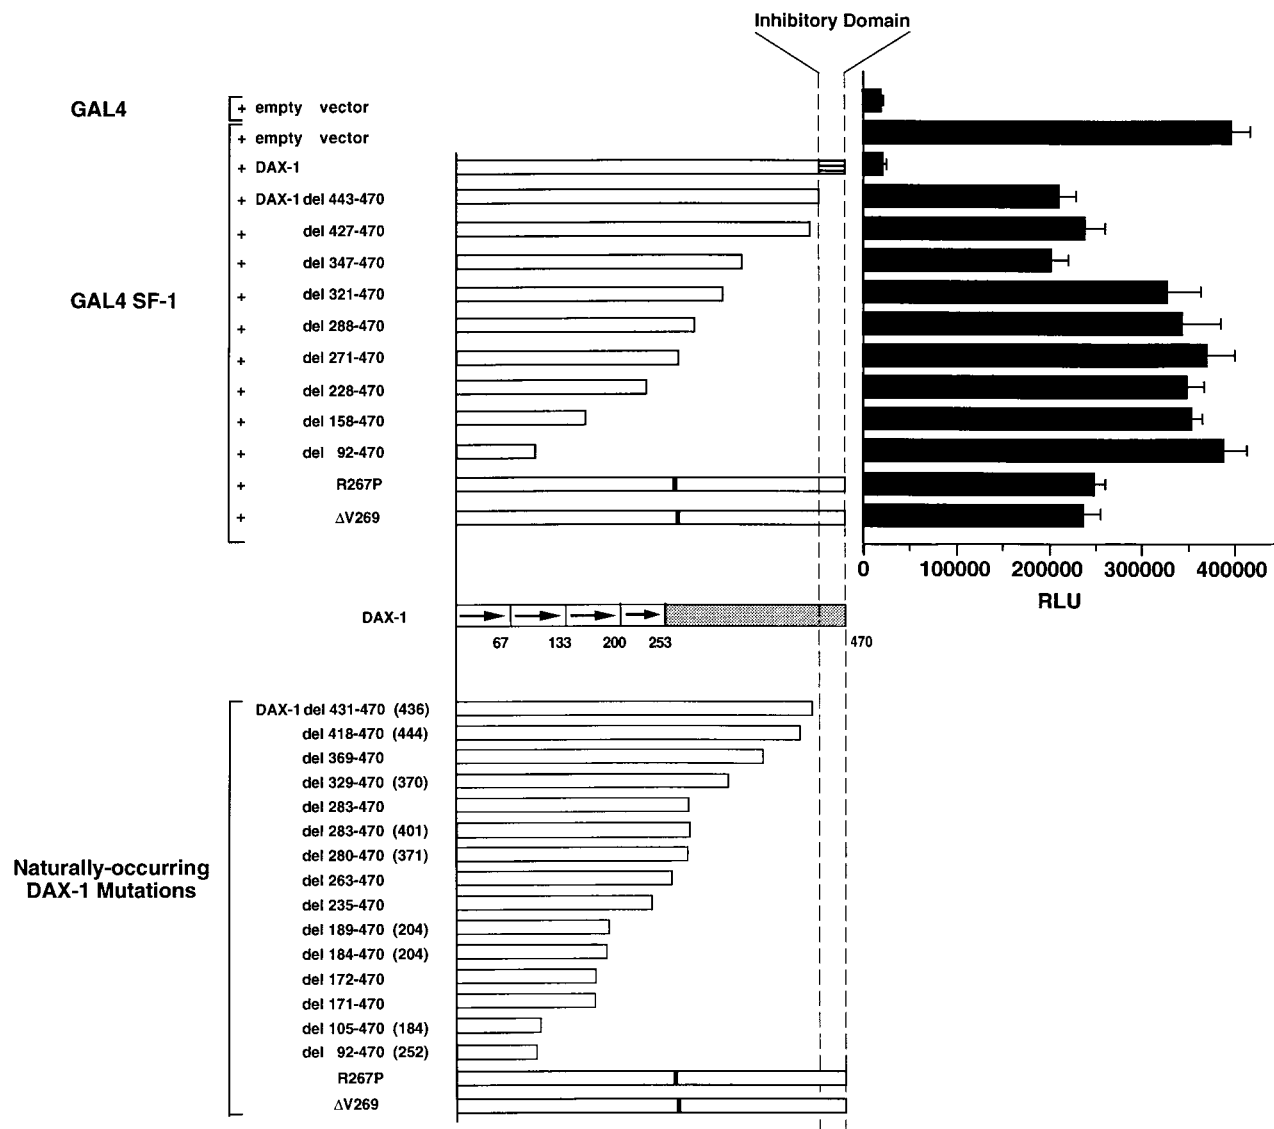 Inhibitory Domain
GAL4
+ empty vector
+ empty vector
+ DAX-1
+ DAX-1 del 443-470
+ del 427-470
+ del 347-470
GAL4 SF-1
+ del 321-470
+ del 288-470
+ del 271-470
+ del 228-470
+ del 158-470
+ del 92-470
+ R267P
+ ΔV269
0 100000 200000 300000 400000
RLU
DAX-1
67 133 200 253 470
DAX-1 del 431-470 (436)
del 418-470 (444)
del 369-470
del 329-470 (370)
del 283-470
del 283-470 (401)
del 280-470 (371)
Naturally-occurring
DAX-1 Mutations
del 263-470
del 235-470
del 189-470 (204)
del 184-470 (204)
del 172-470
del 171-470
del 105-470 (184)
del 92-470 (252)
R267P
ΔV269